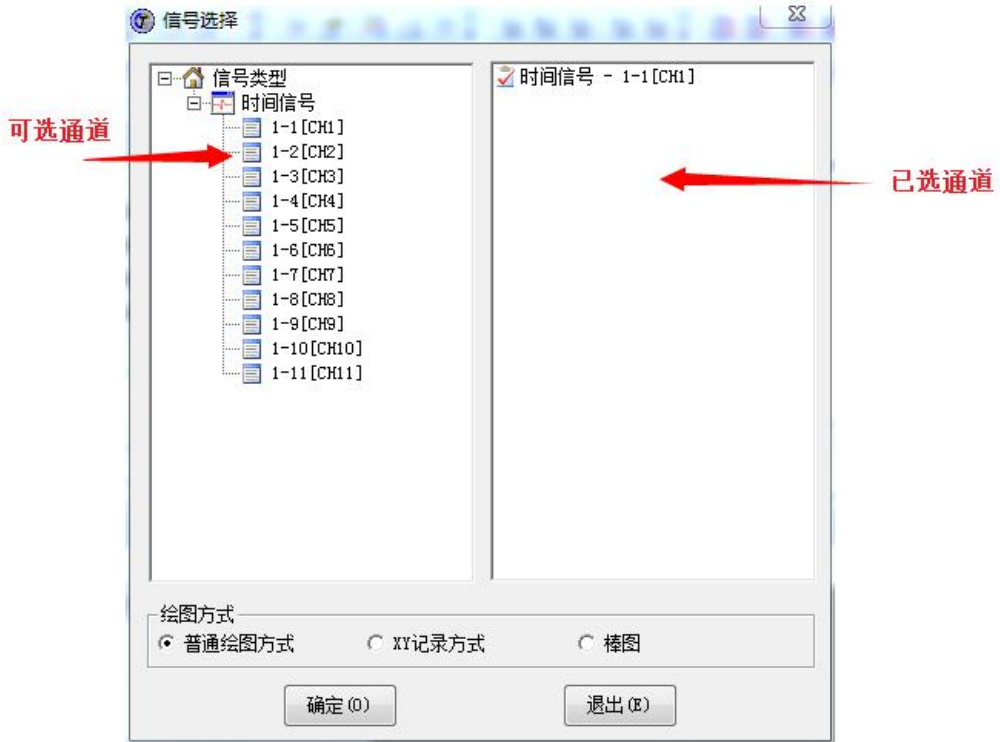 信号选择
信号类型
时间信号
1-1[CH1]
1-2[CH2]
1-3[CH3]
1-4[CH4]
1-5[CH5]
1-6[CH6]
1-7[CH7]
1-8[CH8]
1-9[CH9]
1-10[CH10]
1-11[CH11]
可选通道
时间信号 - 1-1[CH1]
已选通道
绘图方式
普通绘图方式 XY记录方式 棒图
确定(O) 退出(E)